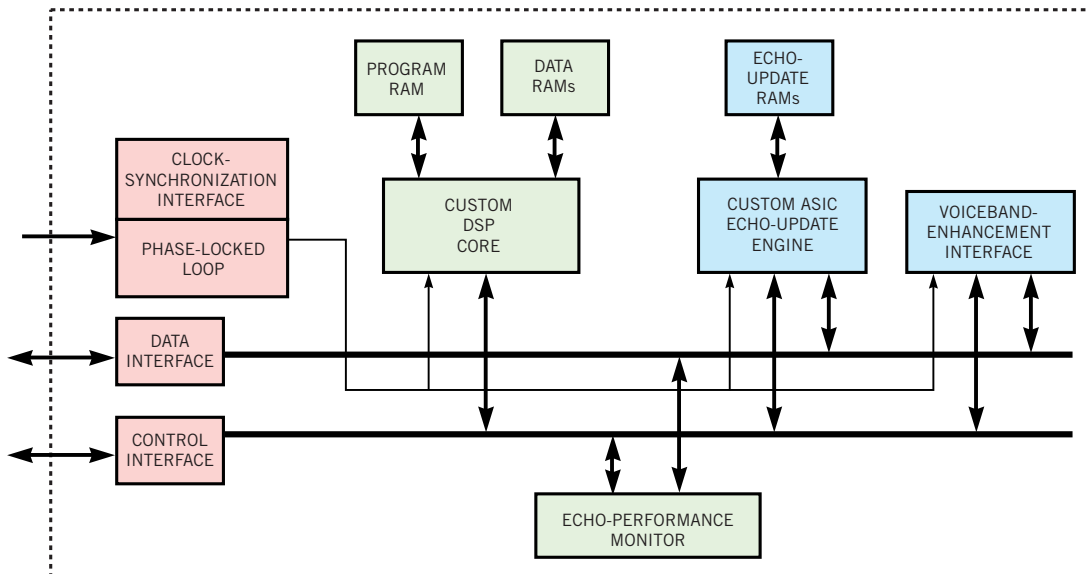 PROGRAM
RAM
DATA
RAMs
ECHO-
UPDATE
RAMs
CLOCK-
SYNCHRONIZATION
INTERFACE
PHASE-LOCKED
LOOP
CUSTOM
DSP
CORE
CUSTOM ASIC
ECHO-UPDATE
ENGINE
VOICEBAND-
ENHANCEMENT
INTERFACE
DATA
INTERFACE
CONTROL
INTERFACE
ECHO-PERFORMANCE
MONITOR